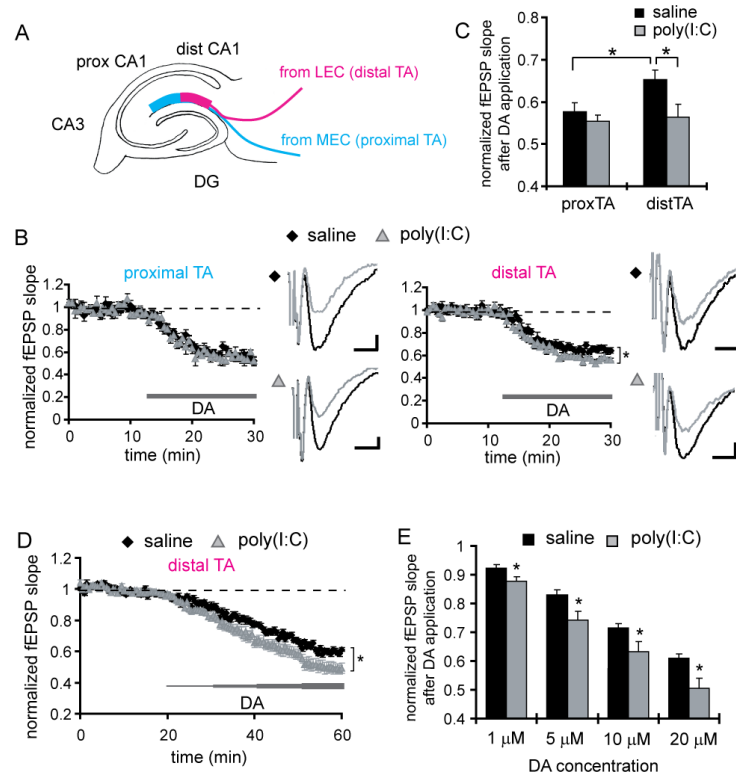 A
prox CA1
dist CA1
from LEC (distal TA)
CA3
from MEC (proximal TA)
DG
C
saline
poly(I:C)
normalized fEPSP slope
after DA application
0.8
0.7
0.6
0.5
0.4
*
*
proxTA
distTA
B
saline
poly(I:C)
proximal TA
normalized fEPSP slope
1.2
1
0.8
0.6
0.4
0.2
0
DA
0
10
20
30
time (min)
distal TA
1.2
1
0.8
0.6
0.4
0.2
0
*
DA
0
10
20
30
time (min)
D
saline
poly(I:C)
distal TA
normalized fEPSP slope
1.2
1
0.8
0.6
0.4
0.2
*
DA
0
20
40
60
time (min)
E
saline
poly(I:C)
normalized fEPSP slope
after DA application
1
0.9
0.8
0.7
0.6
0.5
0.4
*
*
*
*
1 μM
5 μM
10 μM
20 μM
DA concentration